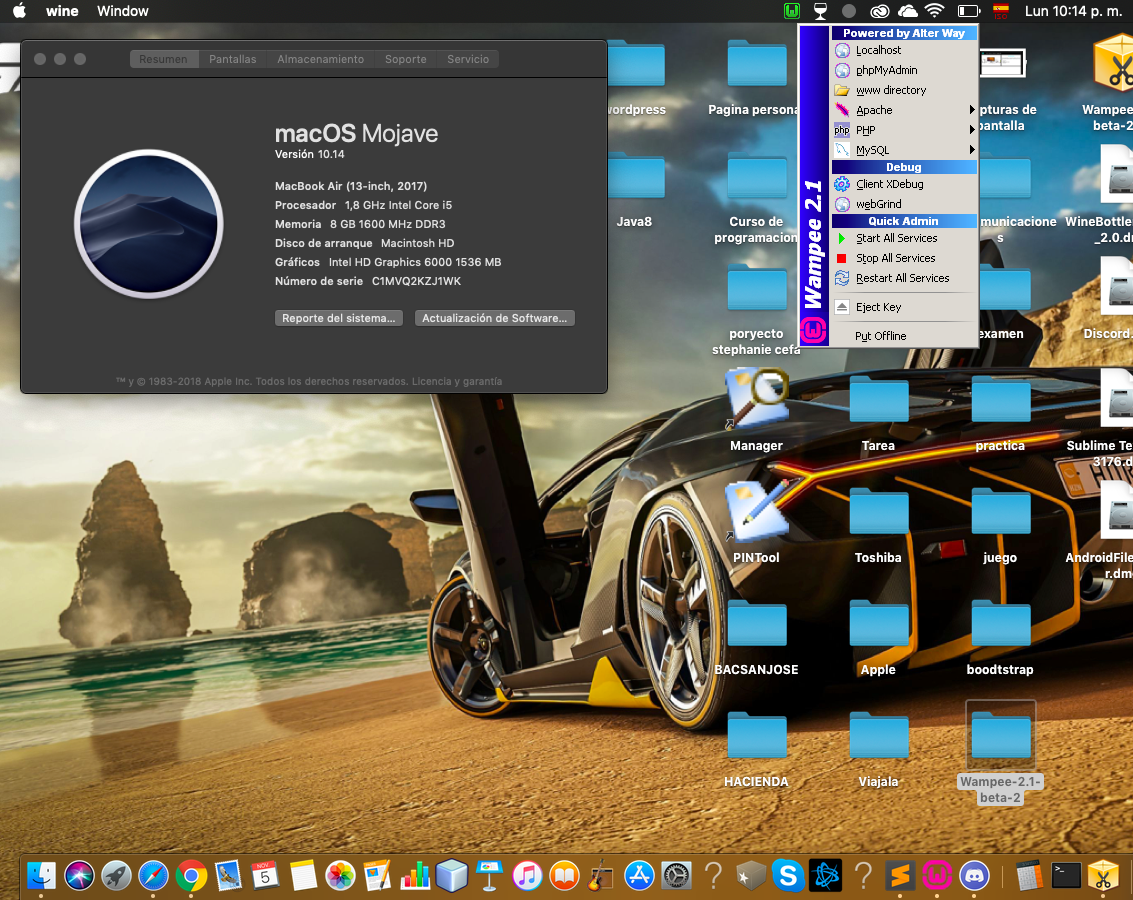 wine Window
Lun 10:14 p. m.
ISO
Resumen Pantallas Almacenamiento Soporte Servicio
macOS Mojave
Versión 10.14
MacBook Air (13-inch, 2017)
Procesador 1,8 GHz Intel Core i5
Memoria 8 GB 1600 MHz DDR3
Disco de arranque Macintosh HD
Gráficos Intel HD Graphics 6000 1536 MB
Número de serie C1MVQ2KZJ1WK
Reporte del sistema... Actualización de Software...
™ y © 1983-2018 Apple Inc. Todos los derechos reservados. Licencia y garantía
Wampee 2.1
Powered by Alter Way
Localhost
phpMyAdmin
www directory
Apache
php PHP
MySQL
Debug
Client XDebug
webGrind
Quick Admin
Start All Services
Stop All Services
Restart All Services
Eject Key
Put Offline
wordpress
Pagina persona
pturas de
pantalla
Wampee
beta-2
Java8
Curso de
programacion
municacione
s
WineBottle
_2.0.dm
poryecto
stephanie cefa
examen
Discord.
Manager
Tarea
practica
Sublime Te
3176.d
PINTool
Toshiba
juego
AndroidFile
r.dm
BACSANJOSE
Apple
boodtstrap
HACIENDA
Viajala
Wampee-2.1-
beta-2
NOV.
5